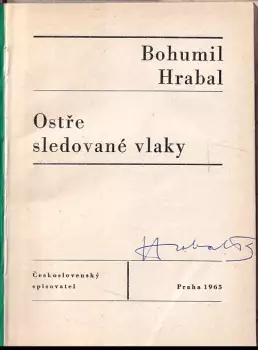 Bohumil
Hrabal
Ostře
sledované vlaky
Hrabal
Československý
spisovatel
Praha 1965